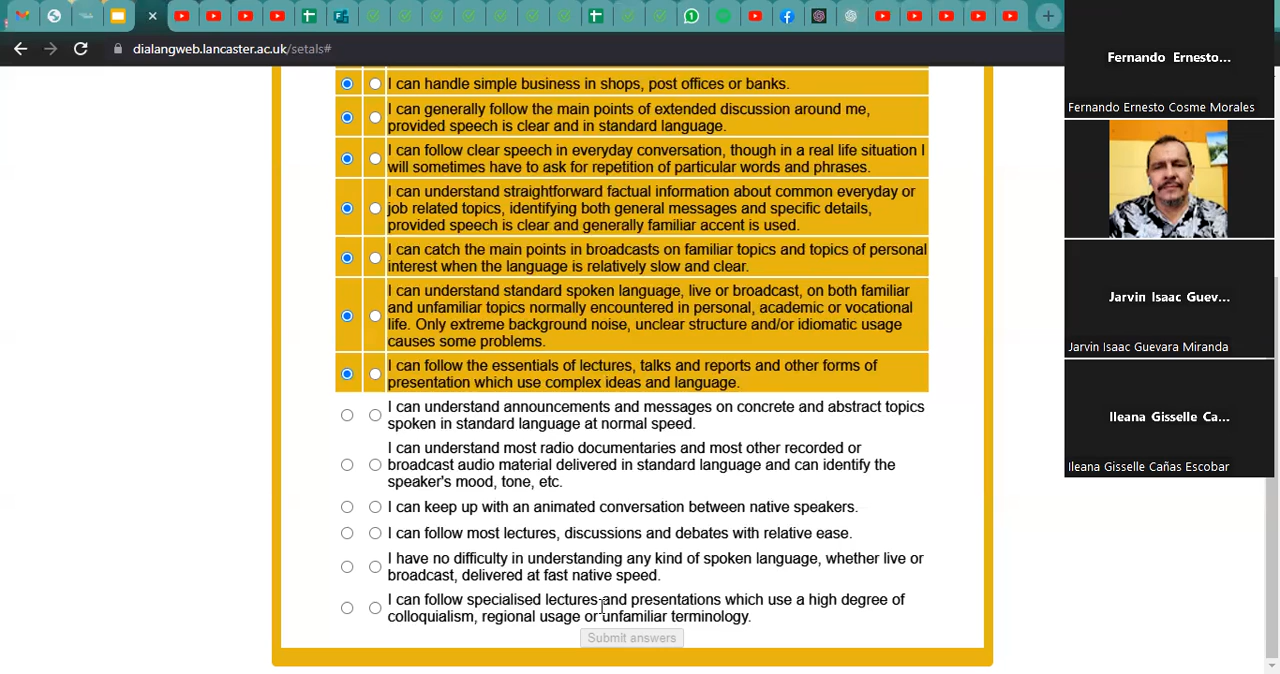 dialangweb.lancaster.ac.uk/setals#
I can handle simple business in shops, post offices or banks.
I can generally follow the main points of extended discussion around me,
provided speech is clear and in standard language.
I can follow clear speech in everyday conversation, though in a real life situation I
will sometimes have to ask for repetition of particular words and phrases.
I can understand straightforward factual information about common everyday or
job related topics, identifying both general messages and specific details,
provided speech is clear and generally familiar accent is used.
I can catch the main points in broadcasts on familiar topics and topics of personal
interest when the language is relatively slow and clear.
I can understand standard spoken language, live or broadcast, on both familiar
and unfamiliar topics normally encountered in personal, academic or vocational
life. Only extreme background noise, unclear structure and/or idiomatic usage
causes some problems.
I can follow the essentials of lectures, talks and reports and other forms of
presentation which use complex ideas and language.
I can understand announcements and messages on concrete and abstract topics
spoken in standard language at normal speed.
I can understand most radio documentaries and most other recorded or
broadcast audio material delivered in standard language and can identify the
speaker's mood, tone, etc.
I can keep up with an animated conversation between native speakers.
I can follow most lectures, discussions and debates with relative ease.
I have no difficulty in understanding any kind of spoken language, whether live or
broadcast, delivered at fast native speed.
I can follow specialised lectures and presentations which use a high degree of
colloquialism, regional usage or unfamiliar terminology.
Submit answers
Fernando Ernesto...
Fernando Ernesto Cosme Morales
Jarvin Isaac Guev...
Jarvin Isaac Guevara Miranda
Ileana Gisselle Ca...
Ileana Gisselle Cañas Escobar